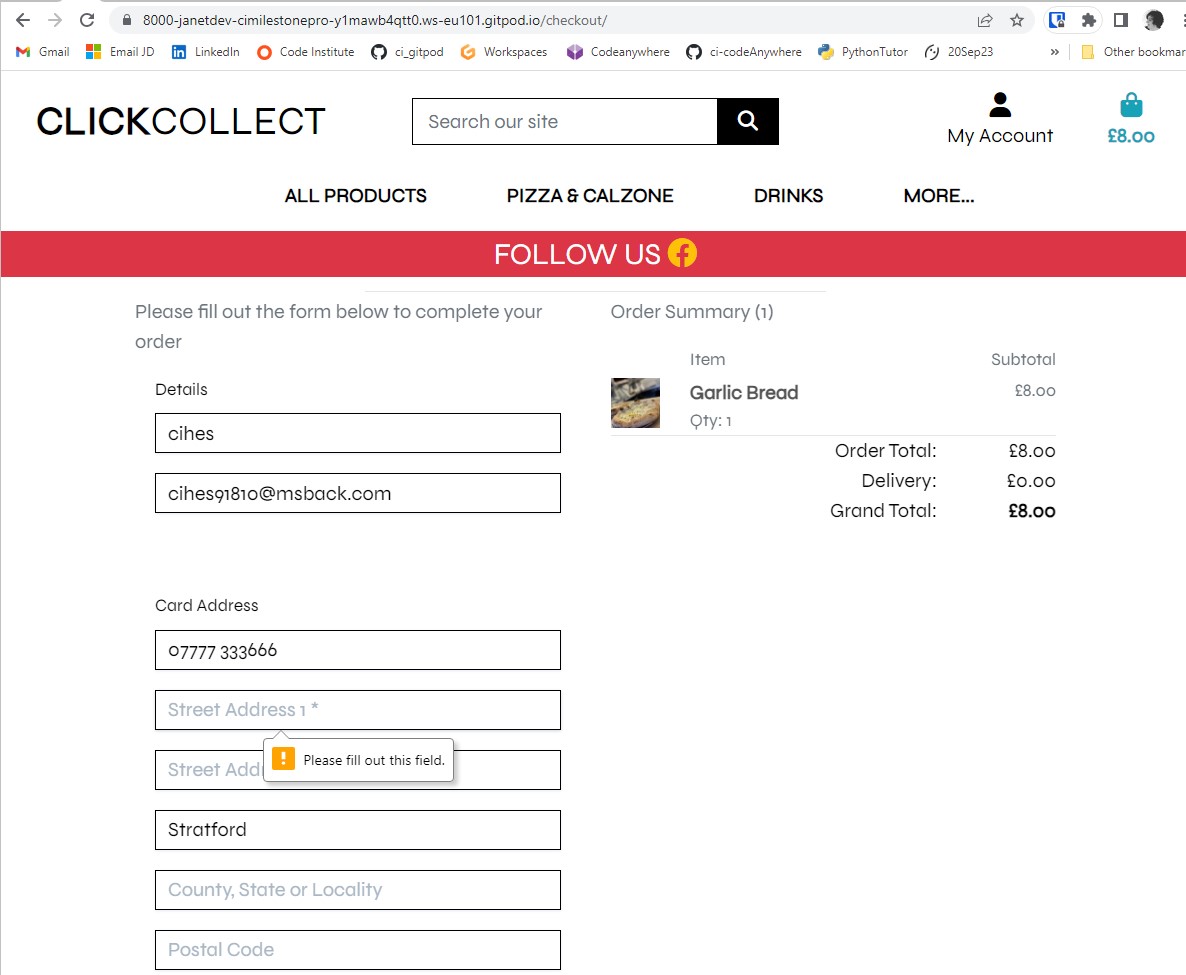 8000-janetdev-cimilestonepro-y1mawb4qtt0.ws-eu101.gitpod.io/checkout/
Gmail Email JD LinkedIn Code Institute ci_gitpod Workspaces Codeanywhere ci-codeAnywhere PythonTutor 20Sep23 » Other bookmar
CLICKCOLLECT
Search our site
My Account
£8.00
ALL PRODUCTS PIZZA & CALZONE DRINKS MORE...
FOLLOW US
Please fill out the form below to complete your
order
Details
cihes
cihes91810@msback.com
Card Address
07777 333666
Street Address 1 *
Please fill out this field.
Street Add
Stratford
County, State or Locality
Postal Code
Order Summary (1)
Item Subtotal
Garlic Bread £8.00
Qty: 1
Order Total: £8.00
Delivery: £0.00
Grand Total: £8.00